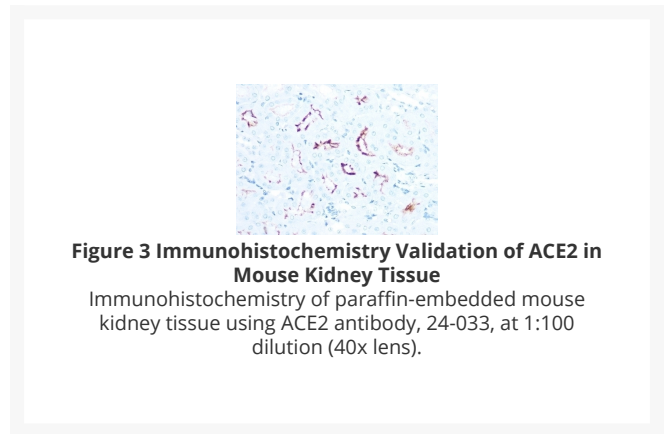 Figure 3 Immunohistochemistry Validation of ACE2 in
Mouse Kidney Tissue
Immunohistochemistry of paraffin-embedded mouse
kidney tissue using ACE2 antibody, 24-033, at 1:100
dilution (40x lens).